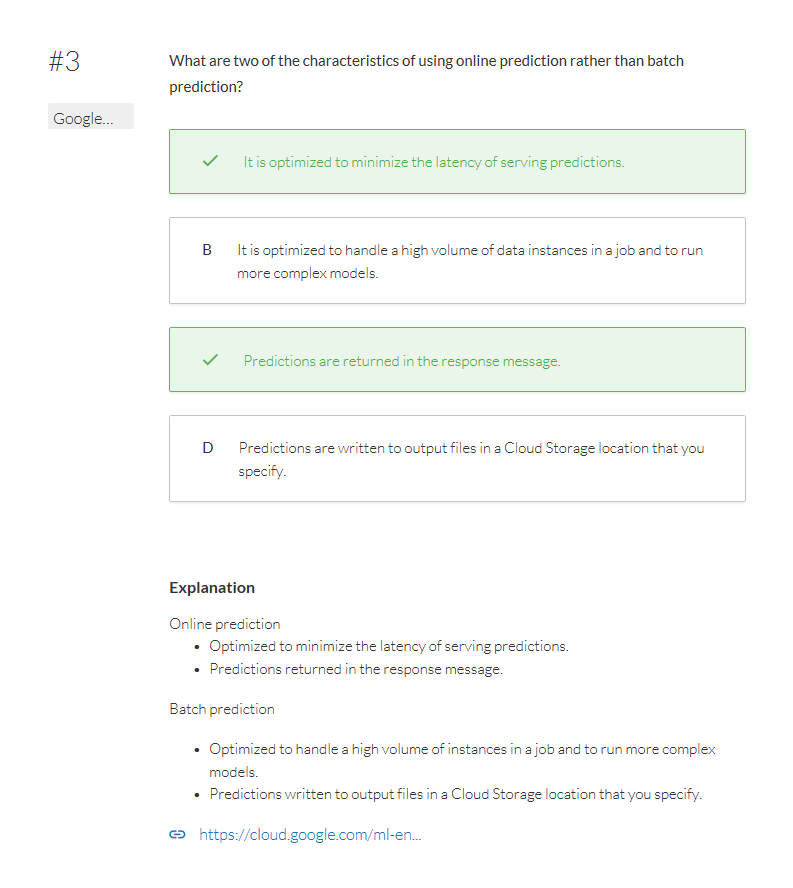 #3
Google...
What are two of the characteristics of using online prediction rather than batch
prediction?
It is optimized to minimize the latency of serving predictions.
B It is optimized to handle a high volume of data instances in a job and to run
more complex models.
Predictions are returned in the response message.
D Predictions are written to output files in a Cloud Storage location that you
specify.
Explanation
Online prediction
• Optimized to minimize the latency of serving predictions.
• Predictions returned in the response message.
Batch prediction
• Optimized to handle a high volume of instances in a job and to run more complex
models.
• Predictions written to output files in a Cloud Storage location that you specify.
https://cloud.google.com/ml-en...